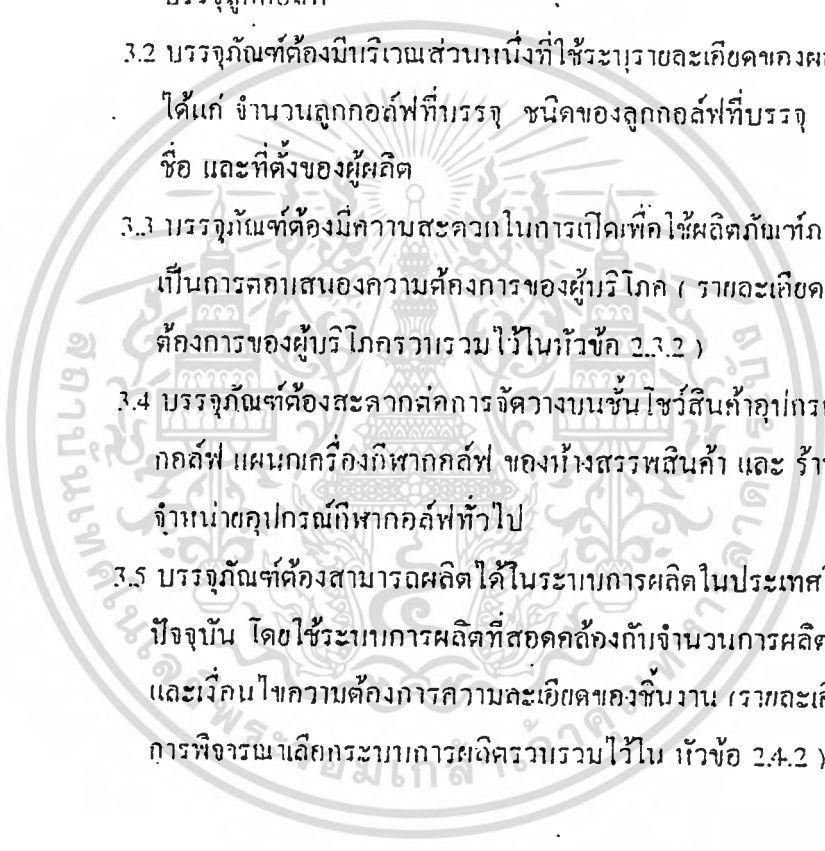 บรรจุลูกกอล์ฟ
3.2 บรรจุภัณฑ์ต้องมีบริเวณส่วนหนึ่งที่ใช้ระบุรายละเอียดของผ
ได้แก่ จำนวนลูกกอล์ฟที่บรรจุ ชนิดของลูกกอล์ฟที่บรรจุ
ชื่อ และที่ตั้งของผู้ผลิต
3.3 บรรจุภัณฑ์ต้องมีความสะดวกในการเปิดเพื่อใช้ผลิตภัณฑ์ภ
เป็นการตอบสนองความต้องการของผู้บริโภค ( รายละเอียด
ต้องการของผู้บริโภครวบรวมไว้ในหัวข้อ 2.3.2 )
3.4 บรรจุภัณฑ์ต้องสะดวกต่อการจัดวางบนชั้นโชว์สินค้าอุปกรณ
กอล์ฟ แผนกเครื่องกีฬากอล์ฟ ของห้างสรรพสินค้า และ ร้า
จำหน่ายอุปกรณ์กีฬากอล์ฟทั่วไป
3.5 บรรจุภัณฑ์ต้องสามารถผลิตได้ในระบบการผลิตในประเทศไ
ปัจจุบัน โดยใช้ระบบการผลิตที่สอดคล้องกับจำนวนการผลิต
และเงื่อนไขความต้องการความละเอียดของชิ้นงาน (รายละเอี
การพิจารณาเลือกระบบการผลิตรวบรวมไว้ใน หัวข้อ 2.4.2 )